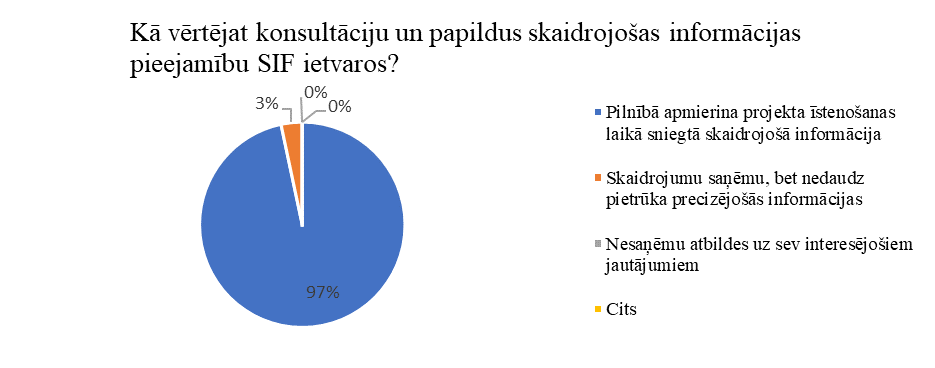 Kā vērtējat konsultāciju un papildus skaidrojošas informācijas
pieejamību SIF ietvaros?
3%
0%
0%
97%
Pilnībā apmierina projekta īstenošanas
laikā sniegtā skaidrojošā informācija
Skaidrojumu saņēmu, bet nedaudz
pietrūka precizējošās informācijas
Nesaņēmu atbildes uz sev interesējošiem
jautājumiem
Cits